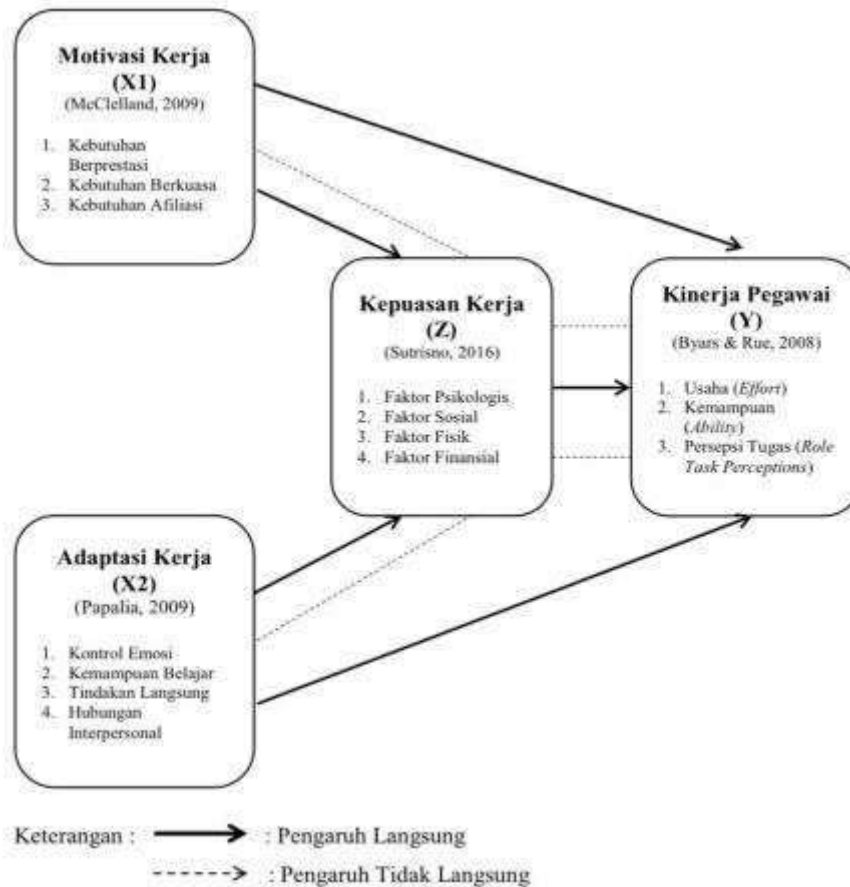 Motivasi Kerja
(X1)
(McClelland, 2009)
1. Kebutuhan
Berprestasi
2. Kebutuhan Berkuasa
3. Kebutuhan Afiliasi
Kepuasan Kerja
(Z)
(Sutrisno, 2016)
1. Faktor Psikologis
2. Faktor Sosial
3. Faktor Fisik
4. Faktor Finansial
Kinerja Pegawai
(Y)
(Byars & Rue, 2008)
1. Usaha (Effort)
2. Kemampuan
(Ability)
3. Persepsi Tugas (Role
Task Perceptions)
Adaptasi Kerja
(X2)
(Papalia, 2009)
1. Kontrol Emosi
2. Kemampuan Belajar
3. Tindakan Langsung
4. Hubungan
Interpersonal
Keterangan : : Pengaruh Langsung
: Pengaruh Tidak Langsung